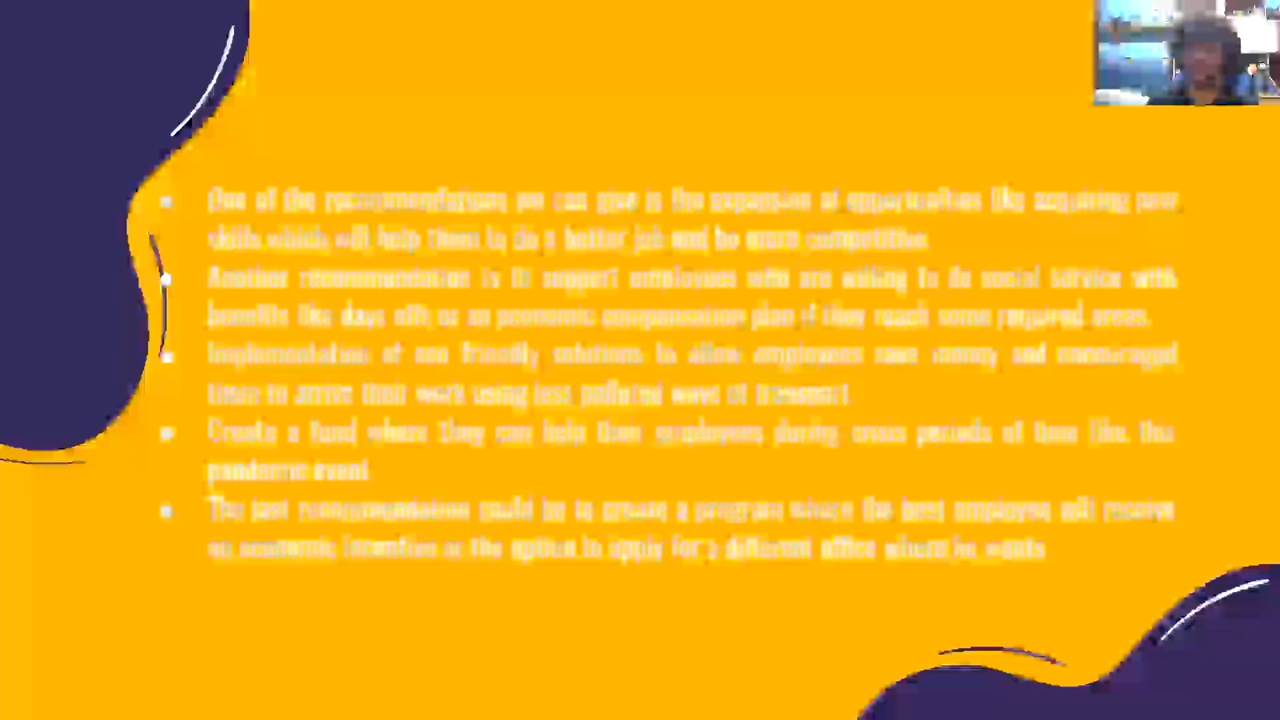 One of the recommendations we can give is the expansion of opportunities like acquiring new
skills which will help them to do a better job and be more competitive
Another recommendation is to support employees who are willing to do social service with
benefits like days offs or an economic compensation plan if they reach some required areas.
Implementation of eco friendly solutions to allow employees save money and encouraged
them to arrive their work using less polluted ways of transport
Create a fund where they can help their employees during crisis periods of time like this
pandemic event
The last recommendation could be to create a program where the best employee will receive
an economic incentive or the option to apply for a different office where he wants